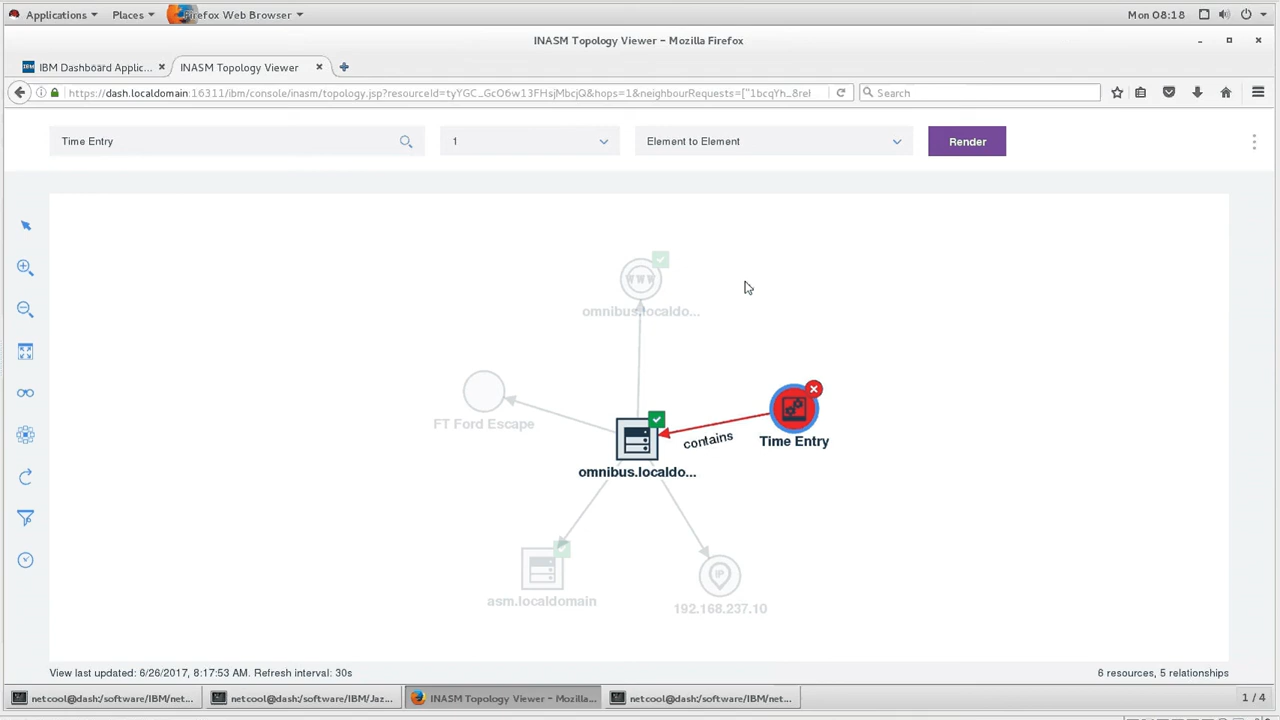 Applications Places Firefox Web Browser Mon 08:18
INASM Topology Viewer – Mozilla Firefox
IBM IBM Dashboard Applic... INASM Topology Viewer
https://dash.localdomain:16311/ibm/console/inasm/topology.jsp?resourceId=tyYGC_GcO6w13FHsjMbcjQ&hops=1&neighbourRequests=["1bcqYh_8rel Search
Time Entry 1 Element to Element Render
WWW
omnibus.localdo...
FT Ford Escape
contains
Time Entry
omnibus.localdo...
asm.localdomain
IP
192.168.237.10
View last updated: 6/26/2017, 8:17:53 AM. Refresh interval: 30s 6 resources, 5 relationships
netcool@dash:/software/IBM/net... netcool@dash:/software/IBM/Jaz... INASM Topology Viewer – Mozilla... netcool@dash:/software/IBM/net... 1 / 4